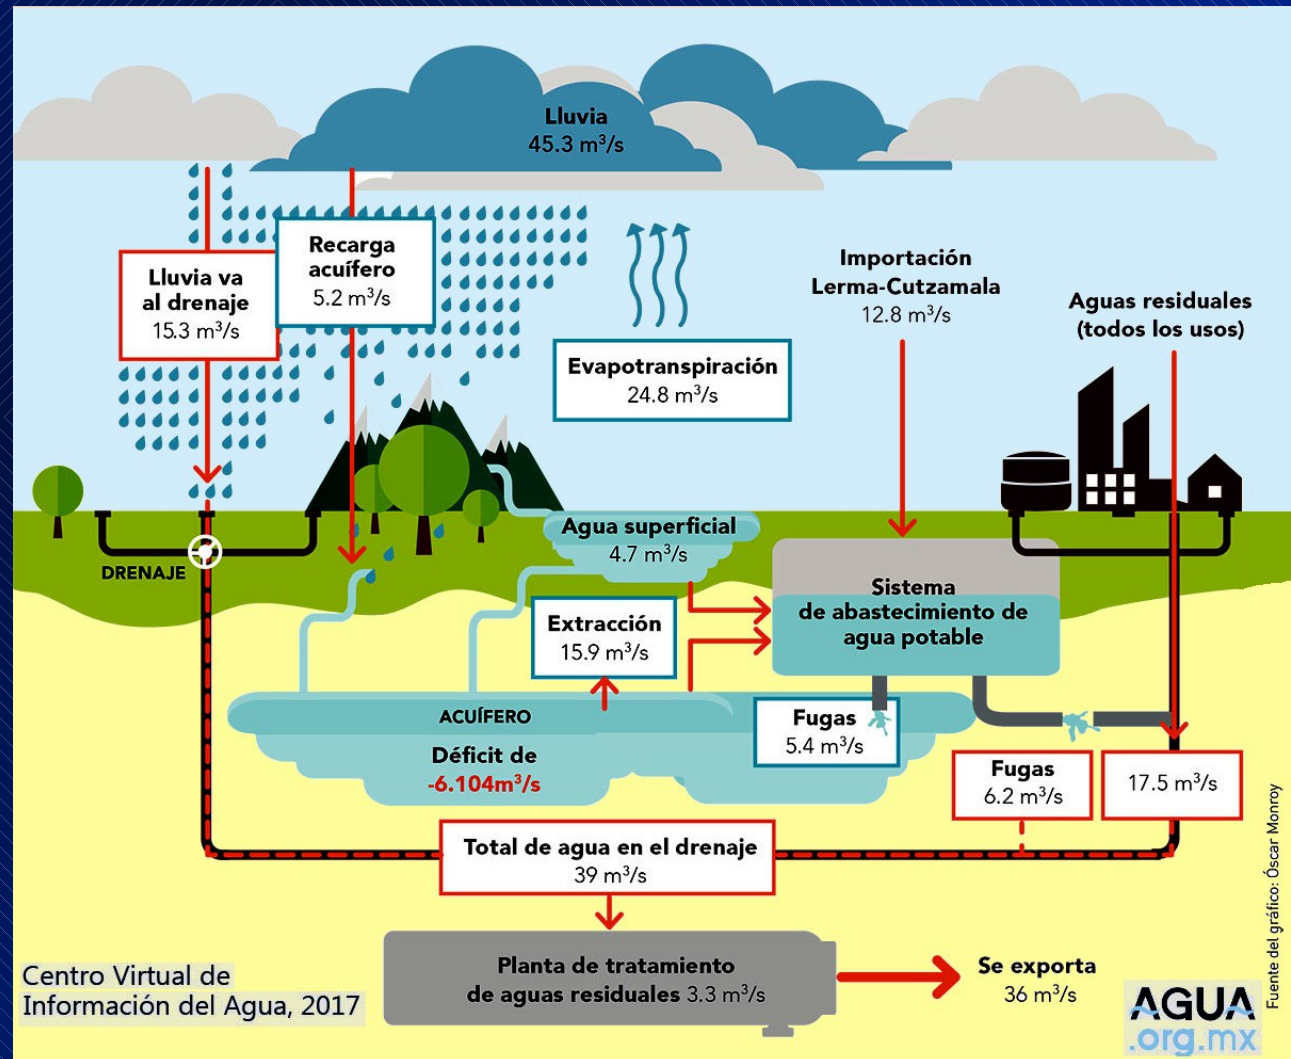 Lluvia
45.3 m³/s
Lluvia va
al drenaje
15.3 m³/s
Recarga
acuífero
5.2 m³/s
Evapotranspiración
24.8 m³/s
Importación
Lerma-Cutzamala
12.8 m³/s
Aguas residuales
(todos los usos)
DRENAJE
Agua superficial
4.7 m³/s
Sistema
de abastecimiento de
agua potable
Extracción
15.9 m³/s
ACUÍFERO
Déficit de
-6.104m³/s
Fugas
5.4 m³/s
Fugas
6.2 m³/s
17.5 m³/s
Total de agua en el drenaje
39 m³/s
Planta de tratamiento
de aguas residuales 3.3 m³/s
Se exporta
36 m³/s
Centro Virtual de
Información del Agua, 2017
AGUA
.org.mx
Fuente del gráfico: Óscar Monroy